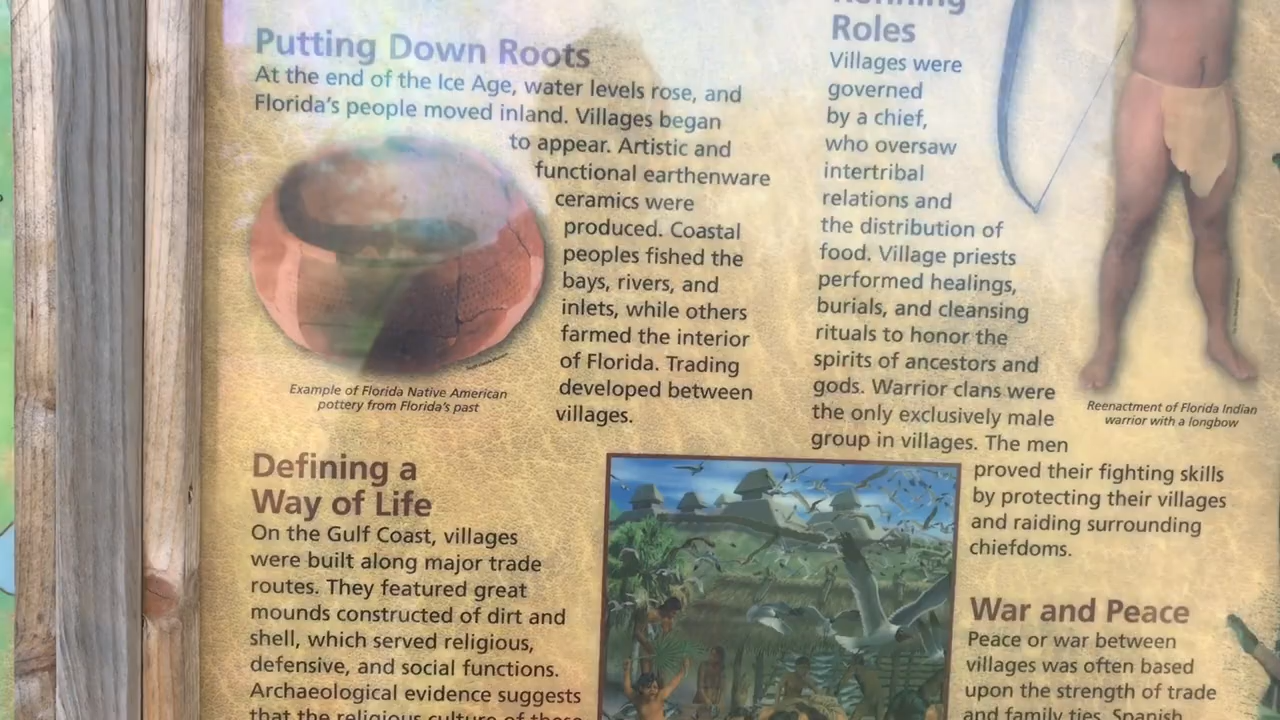 Putting Down Roots
At the end of the Ice Age, water levels rose, and
Florida's people moved inland. Villages began
to appear. Artistic and
functional earthenware
ceramics were
produced. Coastal
peoples fished the
bays, rivers, and
inlets, while others
farmed the interior
of Florida. Trading
developed between
villages.
Example of Florida Native American
pottery from Florida's past
Defining a
Way of Life
On the Gulf Coast, villages
were built along major trade
routes. They featured great
mounds constructed of dirt and
shell, which served religious,
defensive, and social functions.
Archaeological evidence suggests
that the religious culture of these
Roles
Villages were
governed
by a chief,
who oversaw
intertribal
relations and
the distribution of
food. Village priests
performed healings,
burials, and cleansing
rituals to honor the
spirits of ancestors and
gods. Warrior clans were
the only exclusively male
group in villages. The men
proved their fighting skills
by protecting their villages
and raiding surrounding
chiefdoms.
Reenactment of Florida Indian
warrior with a longbow
War and Peace
Peace or war between
villages was often based
upon the strength of trade
and family ties. Spanish